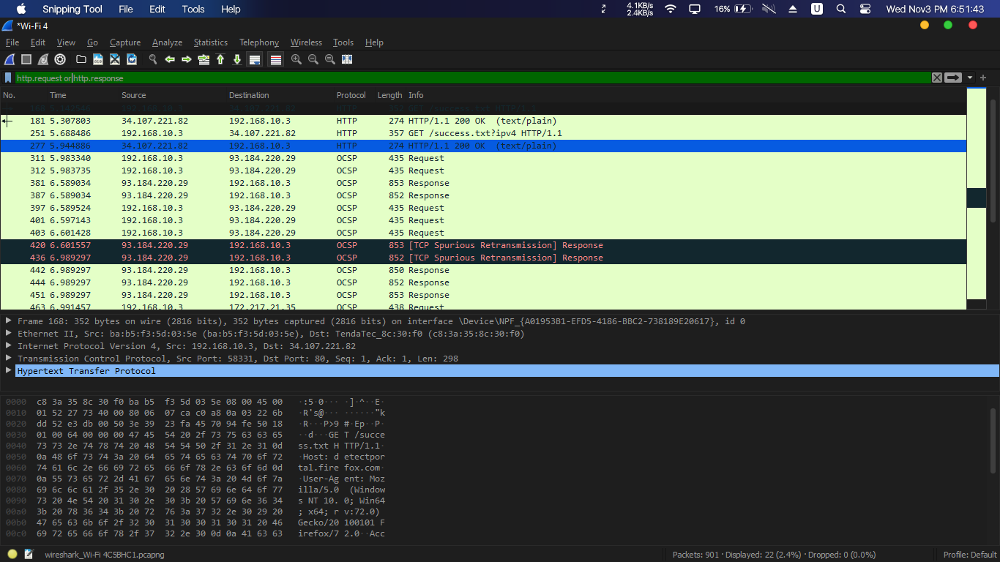 Snipping Tool File Edit Tools Help 4.1KB/s 2.4KB/s 16% U Wed Nov3 PM 6:51:43
*Wi-Fi 4
File Edit View Go Capture Analyze Statistics Telephony Wireless Tools Help
http.request or http.response
No. Time Source Destination Protocol Length Info
168 5.142546 192.168.10.3 34.107.221.82 HTTP 352 GET /success.txt HTTP/1.1
181 5.307803 34.107.221.82 192.168.10.3 HTTP 274 HTTP/1.1 200 OK (text/plain)
251 5.688486 192.168.10.3 34.107.221.82 HTTP 357 GET /success.txt?ipv4 HTTP/1.1
277 5.944886 34.107.221.82 192.168.10.3 HTTP 274 HTTP/1.1 200 OK (text/plain)
311 5.983340 192.168.10.3 93.184.220.29 OCSP 435 Request
312 5.983735 192.168.10.3 93.184.220.29 OCSP 435 Request
381 6.589034 93.184.220.29 192.168.10.3 OCSP 853 Response
387 6.589034 93.184.220.29 192.168.10.3 OCSP 852 Response
397 6.589524 192.168.10.3 93.184.220.29 OCSP 435 Request
401 6.597143 192.168.10.3 93.184.220.29 OCSP 435 Request
403 6.601428 192.168.10.3 93.184.220.29 OCSP 435 Request
420 6.601557 93.184.220.29 192.168.10.3 OCSP 853 [TCP Spurious Retransmission] Response
436 6.989297 93.184.220.29 192.168.10.3 OCSP 852 [TCP Spurious Retransmission] Response
442 6.989297 93.184.220.29 192.168.10.3 OCSP 850 Response
444 6.989297 93.184.220.29 192.168.10.3 OCSP 852 Response
451 6.989297 93.184.220.29 192.168.10.3 OCSP 853 Response
463 6.991457 192.168.10.3 172.217.21.35 OCSP 438 Request
Frame 168: 352 bytes on wire (2816 bits), 352 bytes captured (2816 bits) on interface \Device\NPF_{A01953B1-EFD5-4186-BBC2-738189E20617}, id 0
Ethernet II, Src: ba:b5:f3:5d:03:5e (ba:b5:f3:5d:03:5e), Dst: TendaTec_8c:30:f0 (c8:3a:35:8c:30:f0)
Internet Protocol Version 4, Src: 192.168.10.3, Dst: 34.107.221.82
Transmission Control Protocol, Src Port: 58331, Dst Port: 80, Seq: 1, Ack: 1, Len: 298
Hypertext Transfer Protocol
0000 c8 3a 35 8c 30 f0 ba b5 f3 5d 03 5e 08 00 45 00 ·:5·0··· ·]·^··E·
0010 01 52 27 73 40 00 80 06 07 ca c0 a8 0a 03 22 6b ·R's@··· ······"k
0020 dd 52 e3 db 00 50 3e 39 23 fa 45 70 94 fe 50 18 ·R···P>9 #·Ep··P·
0030 01 00 64 00 00 00 47 45 54 20 2f 73 75 63 63 65 ··d···GE T /succe
0040 73 73 2e 74 78 74 20 48 54 54 50 2f 31 2e 31 0d ss.txt H TTP/1.1·
0050 0a 48 6f 73 74 3a 20 64 65 74 65 63 74 70 6f 72 ·Host: d etectpor
0060 74 61 6c 2e 66 69 72 65 66 6f 78 2e 63 6f 6d 0d tal.fire fox.com·
0070 0a 55 73 65 72 2d 41 67 65 6e 74 3a 20 4d 6f 7a ·User-Ag ent: Moz
0080 69 6c 6c 61 2f 35 2e 30 20 28 57 69 6e 64 6f 77 illa/5.0 (Window
0090 73 20 4e 54 20 31 30 2e 30 3b 20 57 69 6e 36 34 s NT 10. 0; Win64
00a0 3b 20 78 36 34 3b 20 72 76 3a 37 32 2e 30 29 20 ; x64; r v:72.0)
00b0 47 65 63 6b 6f 2f 32 30 31 30 30 31 30 31 20 46 Gecko/20 100101 F
00c0 69 72 65 66 6f 78 2f 37 32 2e 30 0d 0a 41 63 63 irefox/7 2.0··Acc
wireshark_Wi-Fi 4C5BHC1.pcapng Packets: 901 · Displayed: 22 (2.4%) · Dropped: 0 (0.0%) Profile: Default